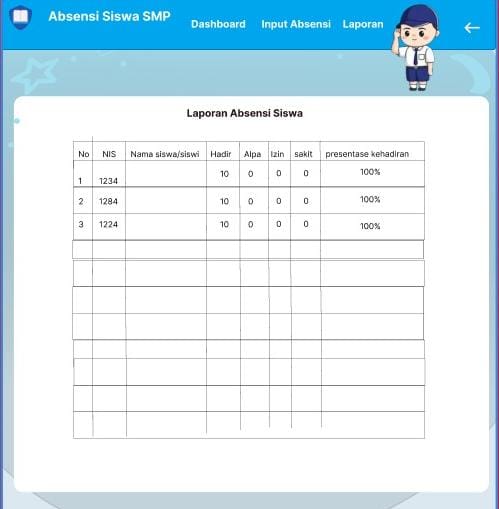 Absensi Siswa SMP
Dashboard Input Absensi Laporan
Laporan Absensi Siswa
No NIS Nama siswa/siswi Hadir Alpa Izin sakit presentase kehadiran
1 1234 10 0 0 0 100%
2 1284 10 0 0 0 100%
3 1224 10 0 0 0 100%